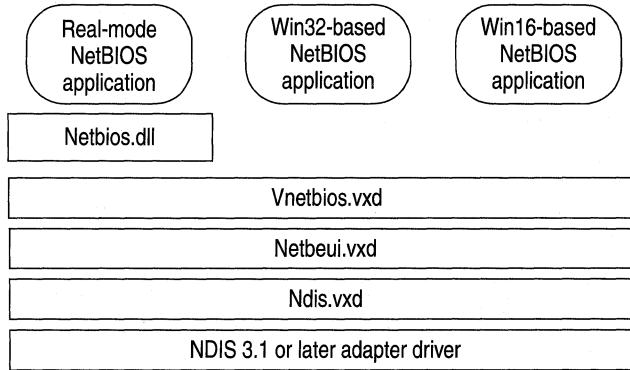 Real-mode
NetBIOS
application
Win32-based
NetBIOS
application
Win16-based
NetBIOS
application
Netbios.dll
Vnetbios.vxd
Netbeui.vxd
Ndis.vxd
NDIS 3.1 or later adapter driver